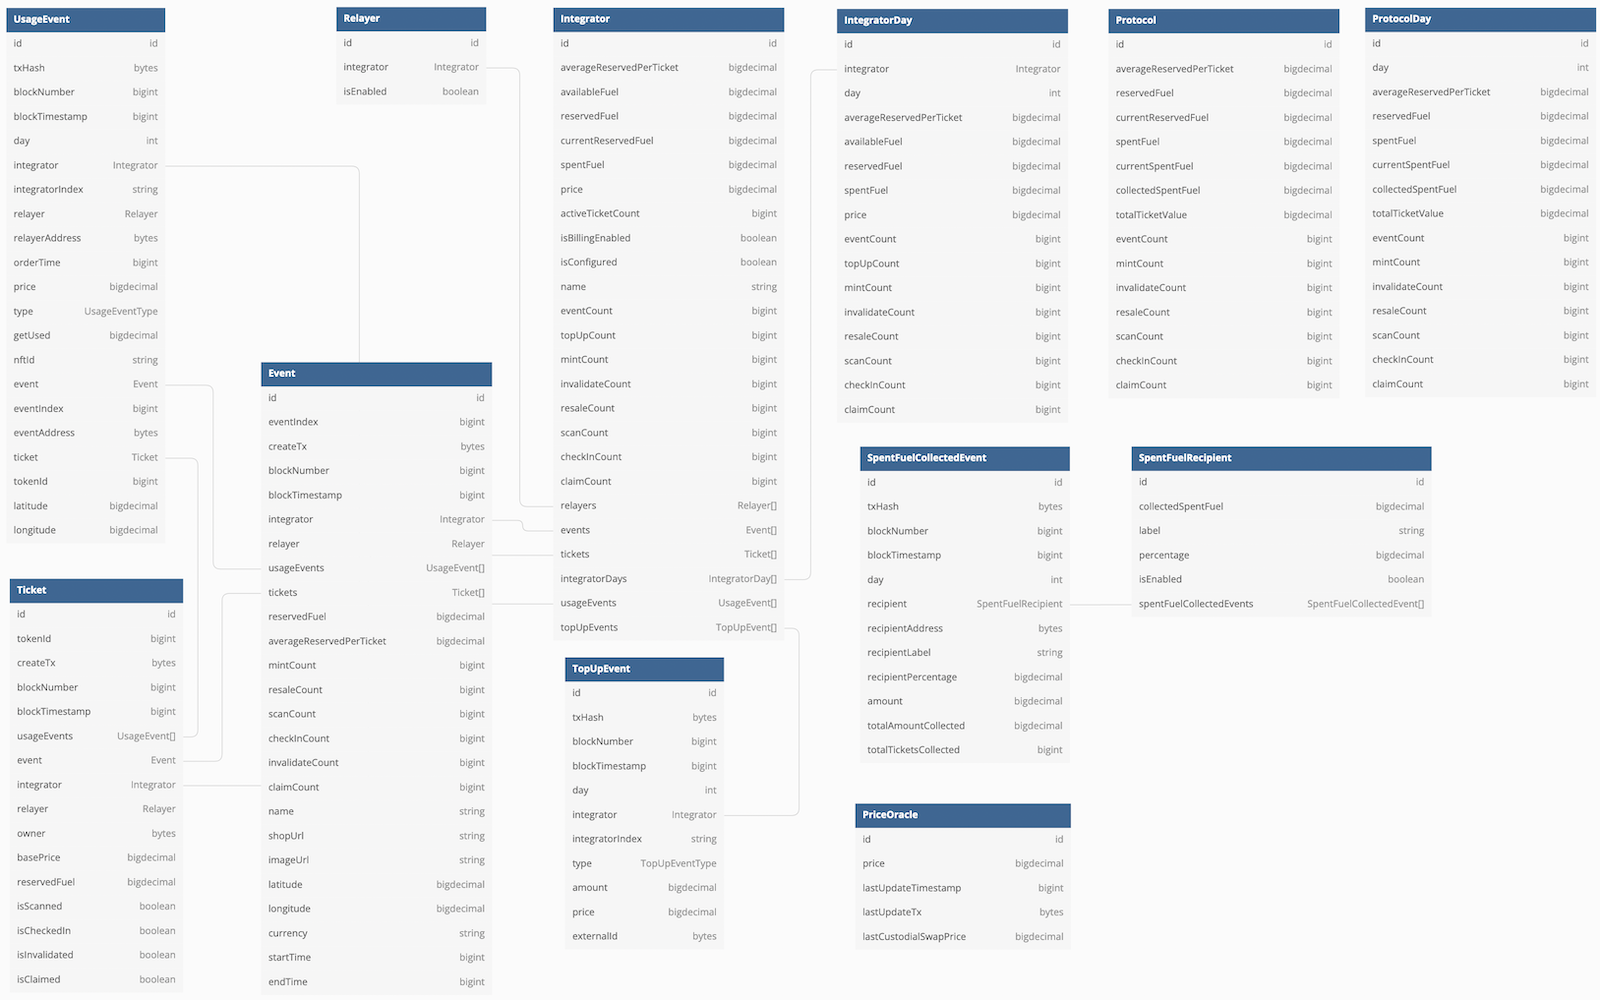 UsageEvent
id id
txHash bytes
blockNumber bigint
blockTimestamp bigint
day int
integrator Integrator
integratorIndex string
relayer Relayer
relayerAddress bytes
orderTime bigint
price bigdecimal
type UsageEventType
getUsed bigdecimal
nftId string
event Event
eventIndex bigint
eventAddress bytes
ticket Ticket
tokenId bigint
latitude bigdecimal
longitude bigdecimal
Ticket
id id
tokenId bigint
createTx bytes
blockNumber bigint
blockTimestamp bigint
usageEvents UsageEvent[]
event Event
integrator Integrator
relayer Relayer
owner bytes
basePrice bigdecimal
reservedFuel bigdecimal
isScanned boolean
isCheckedIn boolean
isInvalidated boolean
isClaimed boolean
Relayer
id id
integrator Integrator
isEnabled boolean
Event
id id
eventIndex bigint
createTx bytes
blockNumber bigint
blockTimestamp bigint
integrator Integrator
relayer Relayer
usageEvents UsageEvent[]
tickets Ticket[]
reservedFuel bigdecimal
averageReservedPerTicket bigdecimal
mintCount bigint
resaleCount bigint
scanCount bigint
checkInCount bigint
invalidateCount bigint
claimCount bigint
name string
shopUrl string
imageUrl string
latitude bigdecimal
longitude bigdecimal
currency string
startTime bigint
endTime bigint
Integrator
id id
averageReservedPerTicket bigdecimal
availableFuel bigdecimal
reservedFuel bigdecimal
currentReservedFuel bigdecimal
spentFuel bigdecimal
price bigdecimal
activeTicketCount bigint
isBillingEnabled boolean
isConfigured boolean
name string
eventCount bigint
topUpCount bigint
mintCount bigint
invalidateCount bigint
resaleCount bigint
scanCount bigint
checkInCount bigint
claimCount bigint
relayers Relayer[]
events Event[]
tickets Ticket[]
integratorDays IntegratorDay[]
usageEvents UsageEvent[]
topUpEvents TopUpEvent[]
TopUpEvent
id id
txHash bytes
blockNumber bigint
blockTimestamp bigint
day int
integrator Integrator
integratorIndex string
type TopUpEventType
amount bigdecimal
price bigdecimal
externalId bytes
IntegratorDay
id id
integrator Integrator
day int
averageReservedPerTicket bigdecimal
availableFuel bigdecimal
reservedFuel bigdecimal
spentFuel bigdecimal
price bigdecimal
eventCount bigint
topUpCount bigint
mintCount bigint
invalidateCount bigint
resaleCount bigint
scanCount bigint
checkInCount bigint
claimCount bigint
SpentFuelCollectedEvent
id id
txHash bytes
blockNumber bigint
blockTimestamp bigint
day int
recipient SpentFuelRecipient
recipientAddress bytes
recipientLabel string
recipientPercentage bigdecimal
amount bigdecimal
totalAmountCollected bigdecimal
totalTicketsCollected bigint
PriceOracle
id id
price bigdecimal
lastUpdateTimestamp bigint
lastUpdateTx bytes
lastCustodialSwapPrice bigdecimal
Protocol
id id
averageReservedPerTicket bigdecimal
reservedFuel bigdecimal
currentReservedFuel bigdecimal
spentFuel bigdecimal
currentSpentFuel bigdecimal
collectedSpentFuel bigdecimal
totalTicketValue bigdecimal
eventCount bigint
mintCount bigint
invalidateCount bigint
resaleCount bigint
scanCount bigint
checkInCount bigint
claimCount bigint
ProtocolDay
id id
day int
averageReservedPerTicket bigdecimal
reservedFuel bigdecimal
spentFuel bigdecimal
currentSpentFuel bigdecimal
collectedSpentFuel bigdecimal
totalTicketValue bigdecimal
eventCount bigint
mintCount bigint
invalidateCount bigint
resaleCount bigint
scanCount bigint
checkInCount bigint
claimCount bigint
SpentFuelRecipient
id id
collectedSpentFuel bigdecimal
label string
percentage bigdecimal
isEnabled boolean
spentFuelCollectedEvents SpentFuelCollectedEvent[]